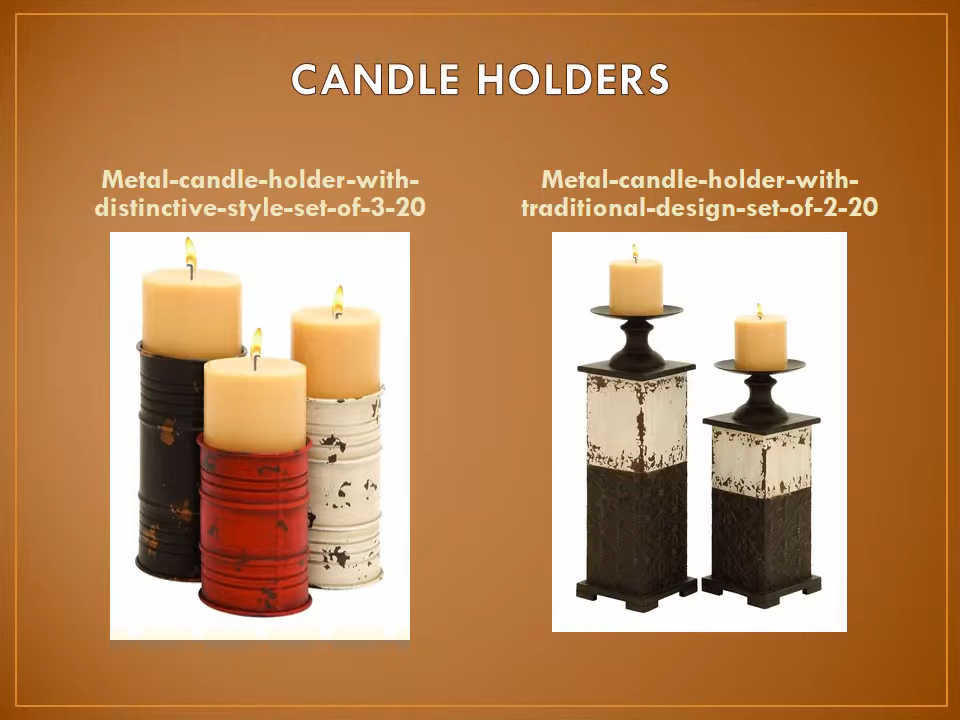 CANDLE HOLDERS
Metal-candle-holder-with-
distinctive-style-set-of-3-20
Metal-candle-holder-with-
traditional-design-set-of-2-20